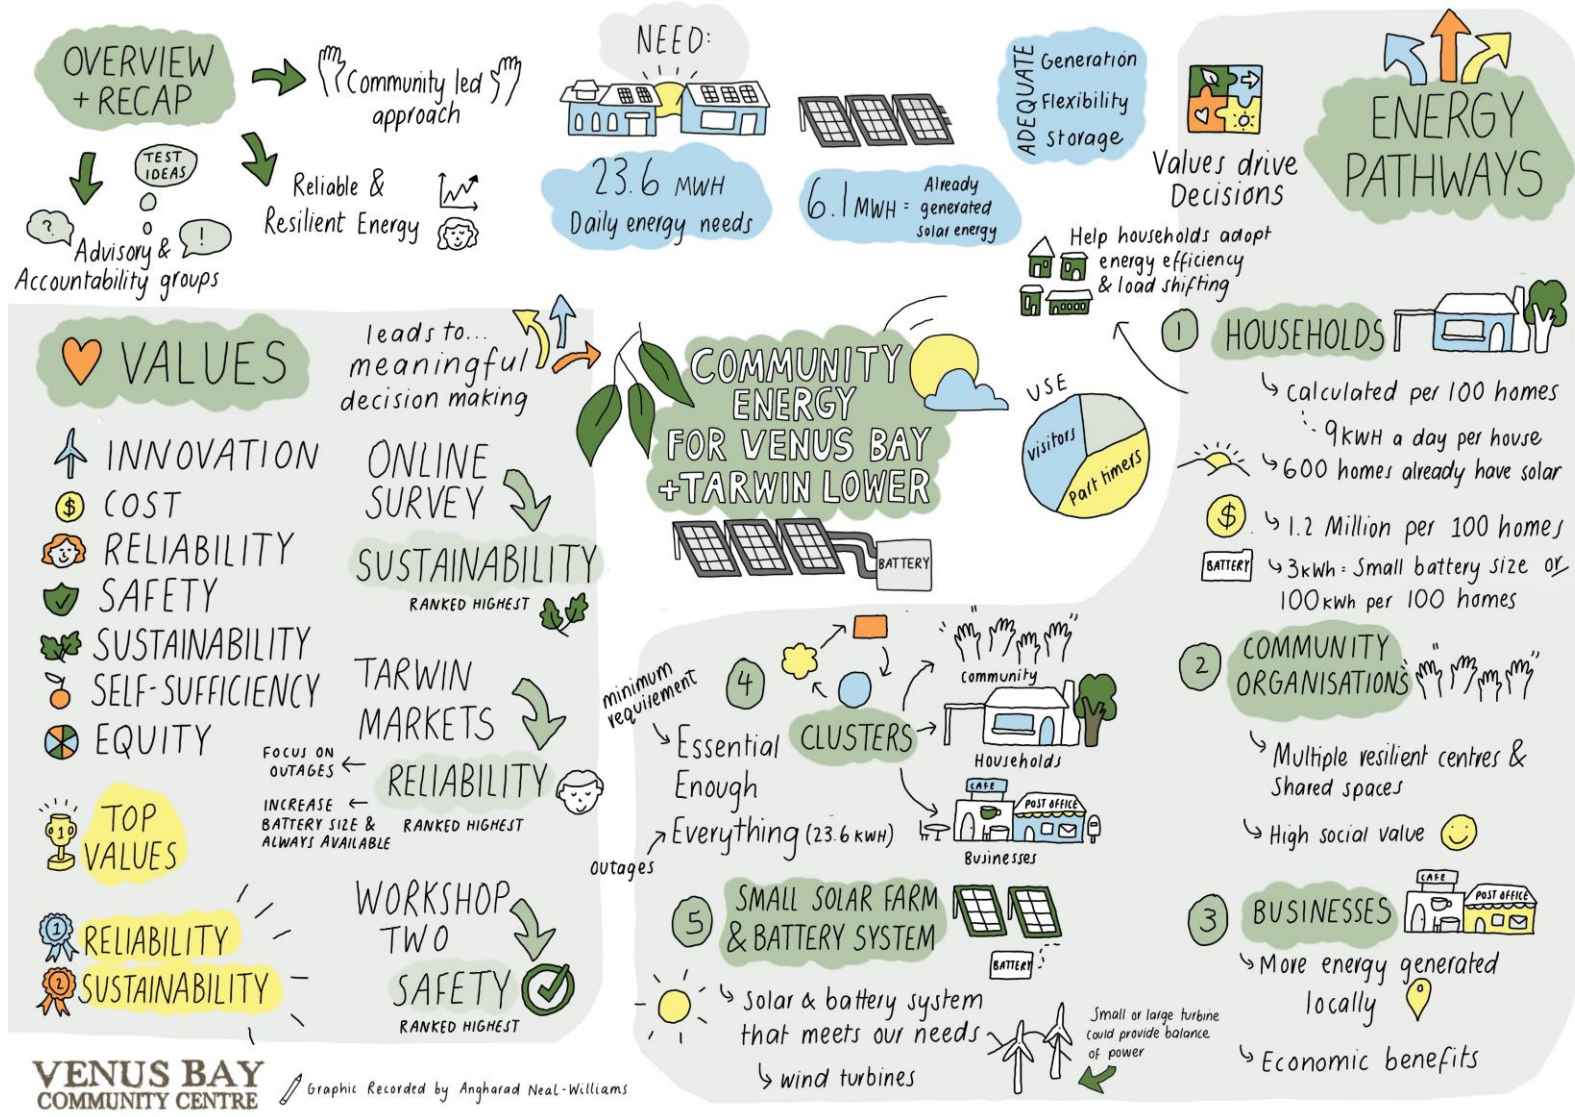 OVERVIEW
+ RECAP
Community led
approach
TEST
IDEAS
?
!
Advisory &
Accountability groups
Reliable &
Resilient Energy
NEED:
23.6 MWH
Daily energy needs
6.1 MWH =
Already
generated
solar energy
ADEQUATE
Generation
Flexibility
Storage
Values drive
Decisions
ENERGY
PATHWAYS
Help households adopt
energy efficiency
& load shifting
VALUES
leads to...
meaningful
decision making
INNOVATION
$ COST
RELIABILITY
SAFETY
SUSTAINABILITY
SELF-SUFFICIENCY
EQUITY
1
TOP
VALUES
1 RELIABILITY
2 SUSTAINABILITY
ONLINE
SURVEY
SUSTAINABILITY
RANKED HIGHEST
TARWIN
MARKETS
RELIABILITY
RANKED HIGHEST
FOCUS ON
OUTAGES
INCREASE
BATTERY SIZE &
ALWAYS AVAILABLE
WORKSHOP
TWO
SAFETY
RANKED HIGHEST
COMMUNITY
ENERGY
FOR VENUS BAY
+TARWIN LOWER
BATTERY
USE
visitors
Part timers
1 HOUSEHOLDS
Calculated per 100 homes
9KWH a day per house
600 homes already have solar
$ 1.2 Million per 100 homes
BATTERY
3kWh = Small battery size or
100kWh per 100 homes
2 COMMUNITY
ORGANISATIONS
Multiple resilient centres &
Shared spaces
High social value
3 BUSINESSES
CAFE
POST OFFICE
More energy generated
locally
Economic benefits
4 CLUSTERS
minimum
requirement
Essential
Enough
Everything (23.6 KWH)
outages
Community
Households
CAFE
POST OFFICE
Businesses
5 SMALL SOLAR FARM
& BATTERY SYSTEM
BATTERY
Solar & battery system
that meets our needs
wind turbines
Small or large turbine
could provide balance
of power
VENUS BAY
COMMUNITY CENTRE
Graphic Recorded by Angharad Neal-Williams